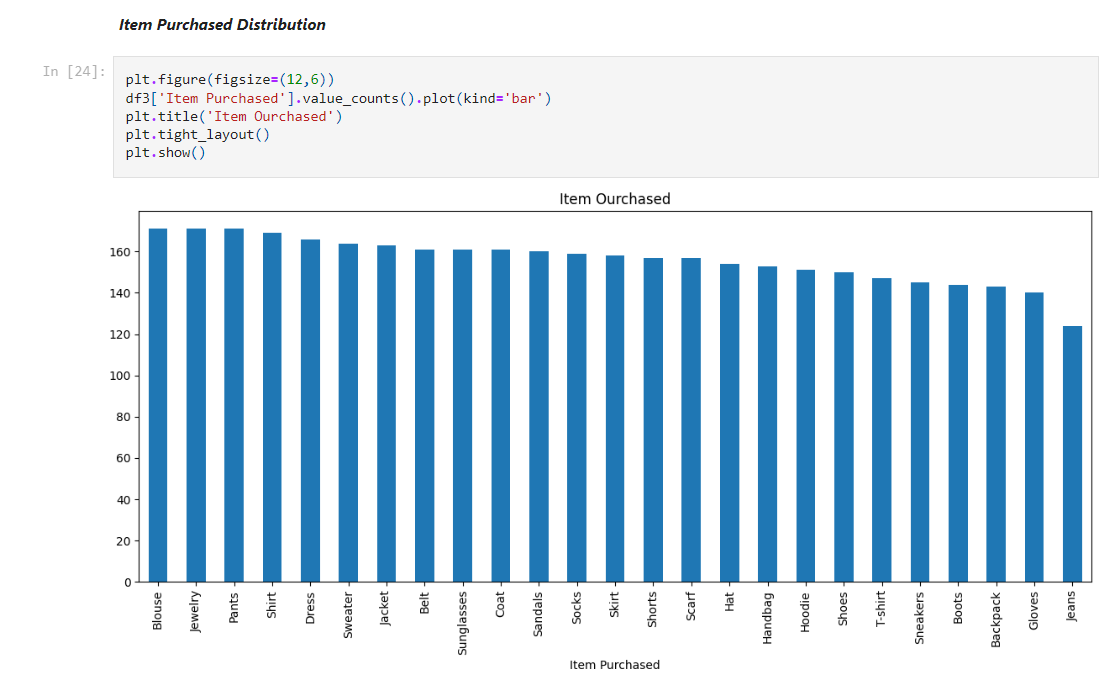 Item Purchased Distribution
In [24]:
plt.figure(figsize=(12,6))
df3['Item Purchased'].value_counts().plot(kind='bar')
plt.title('Item Ourchased')
plt.tight_layout()
plt.show()
Item Ourchased
160
140
120
100
80
60
40
20
0
Blouse
Jewelry
Pants
Shirt
Dress
Sweater
Jacket
Belt
Sunglasses
Coat
Sandals
Socks
Skirt
Shorts
Scarf
Hat
Handbag
Hoodie
Shoes
T-shirt
Sneakers
Boots
Backpack
Gloves
Jeans
Item Purchased